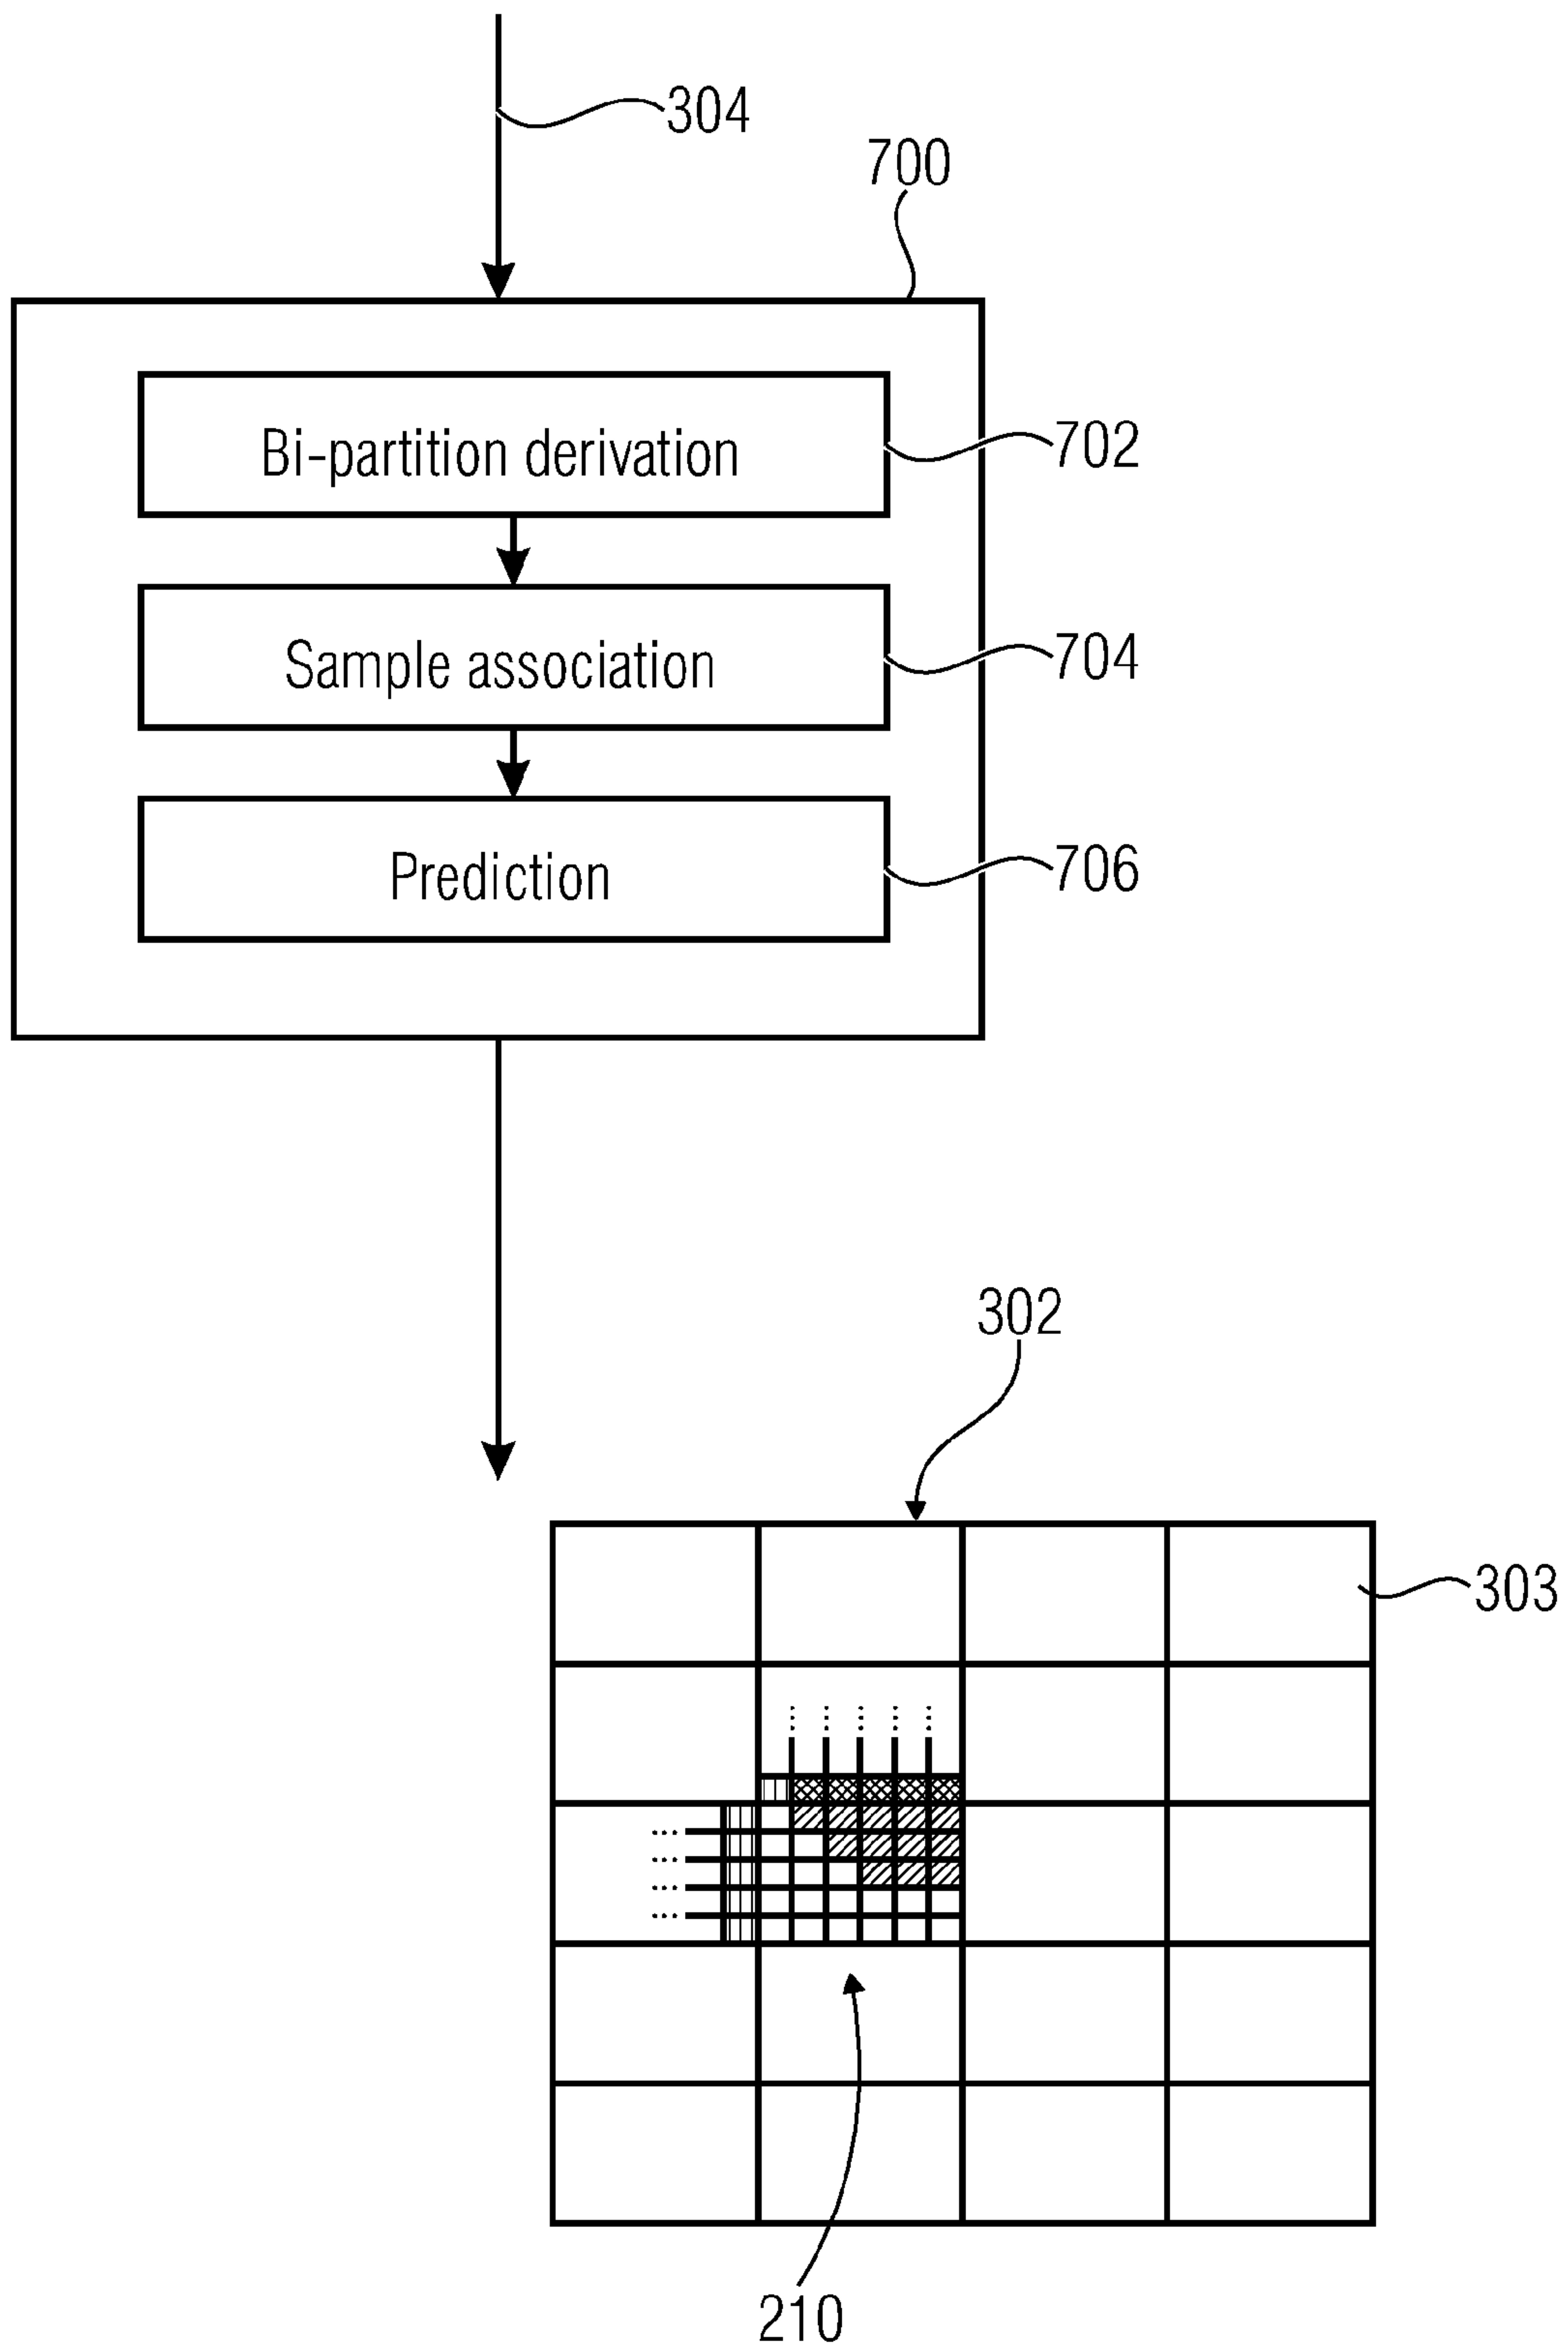 304
700
Bi-partition derivation
702
Sample association
704
Prediction
706
302
303
210